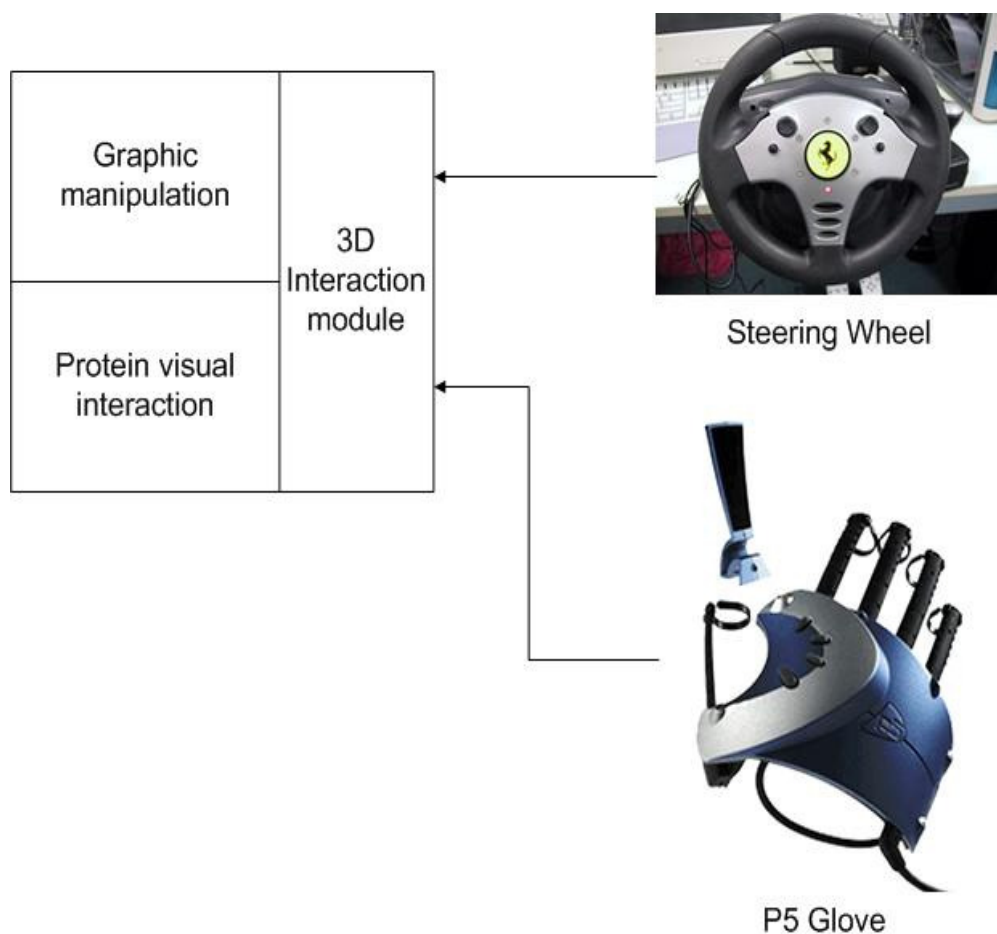 Graphic
manipulation
3D
Interaction
module
Protein visual
interaction
Steering Wheel
P5 Glove